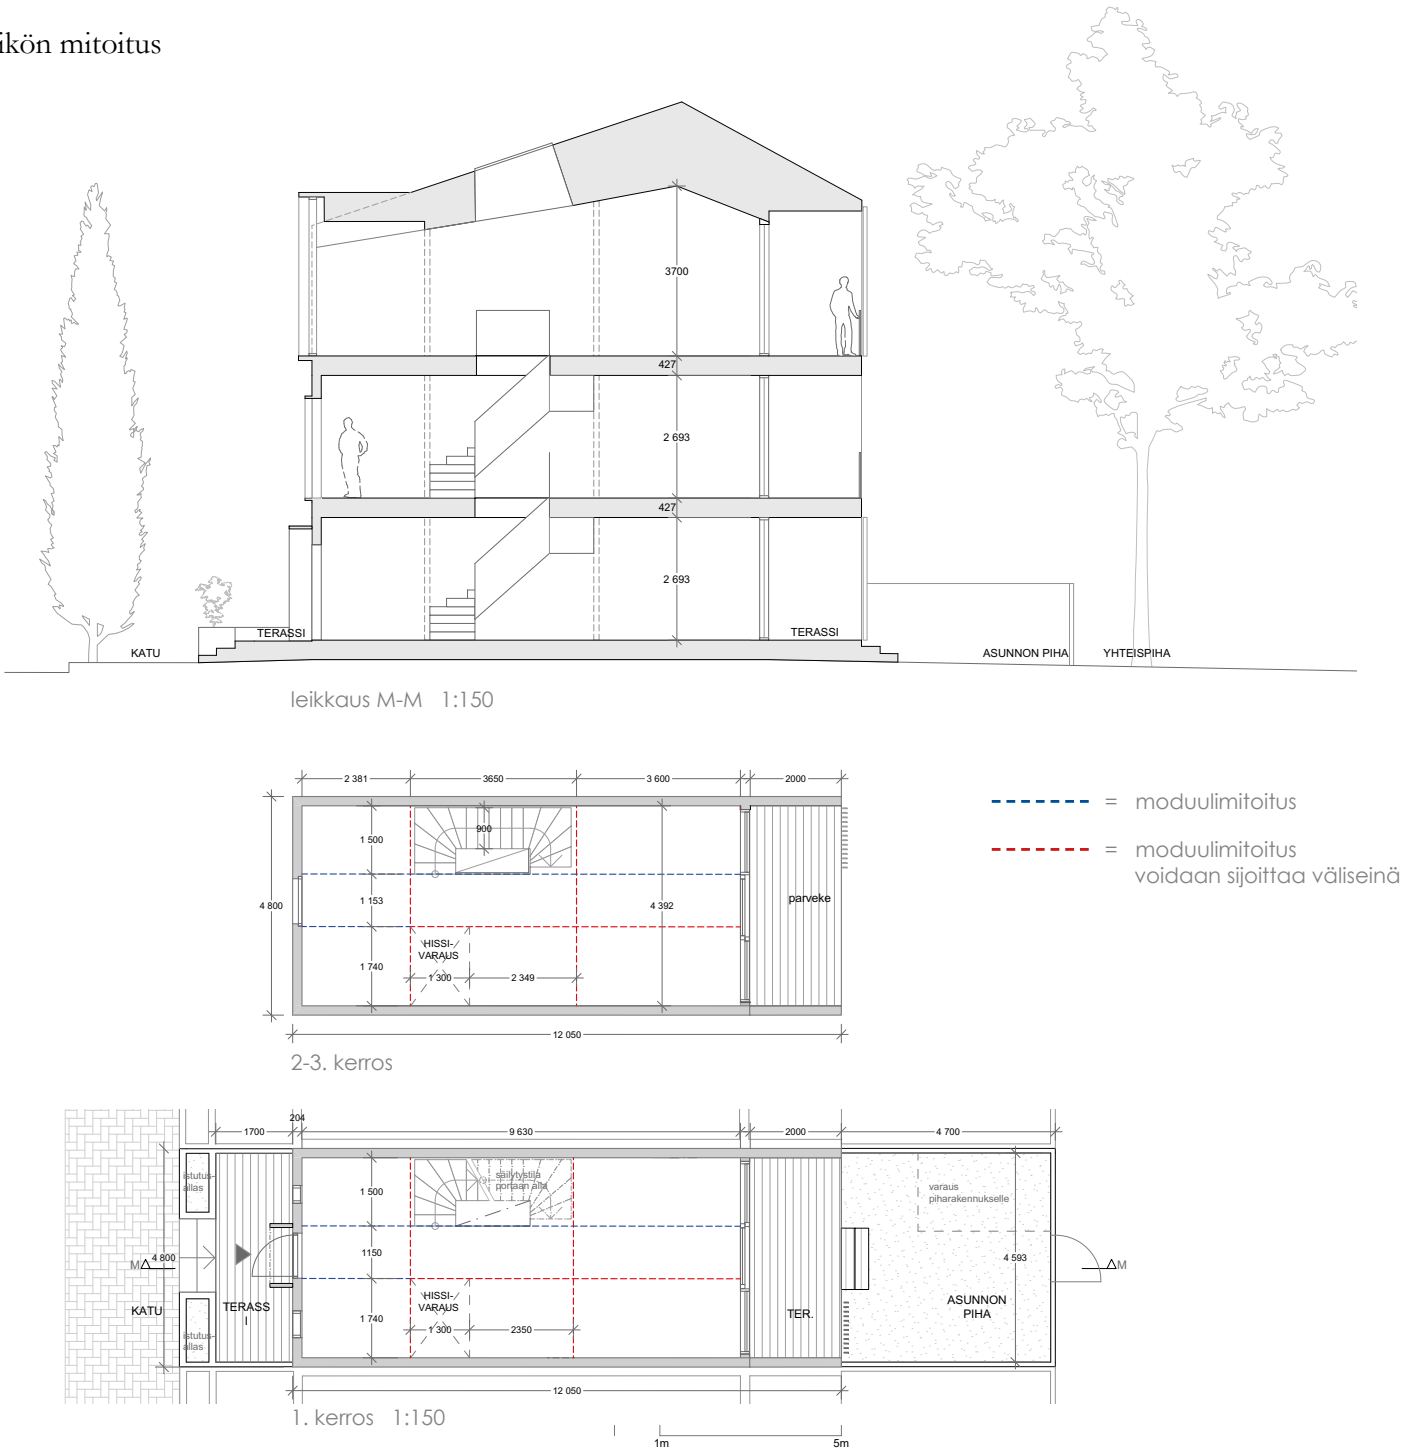 ikön mitoitus
3700
427
2 693
427
2 693
TERASSI
TERASSI
KATU
ASUNNON PIHA
YHTEISPIHA
leikkaus M-M 1:150
2 381
3650
3 600
2000
900
1 500
4 800
1 153
4 392
parveke
HISSI-
VARAUS
1 740
1 300
2 349
12 050
2-3. kerros
= moduulimitoitus
= moduulimitoitus
voidaan sijoittaa väliseinä
204
1700
9 630
2000
4 700
istutus-
allas
1 500
säilytystila
portaan alla
varaus
piharakennukselle
M
4 800
1150
4 593
M
KATU
TERASS
I
HISSI-
VARAUS
TER.
ASUNNON
PIHA
1 740
1 300
2350
istutus-
allas
12 050
1. kerros 1:150
1m
5m